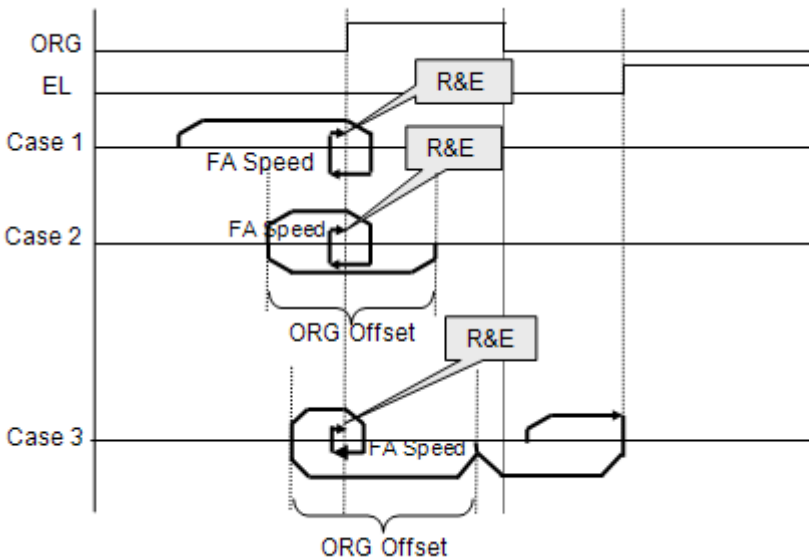 ORG
EL
R&E
Case 1
FA Speed
R&E
Case 2
FA Speed
ORG Offset
R&E
Case 3
FA Speed
ORG Offset